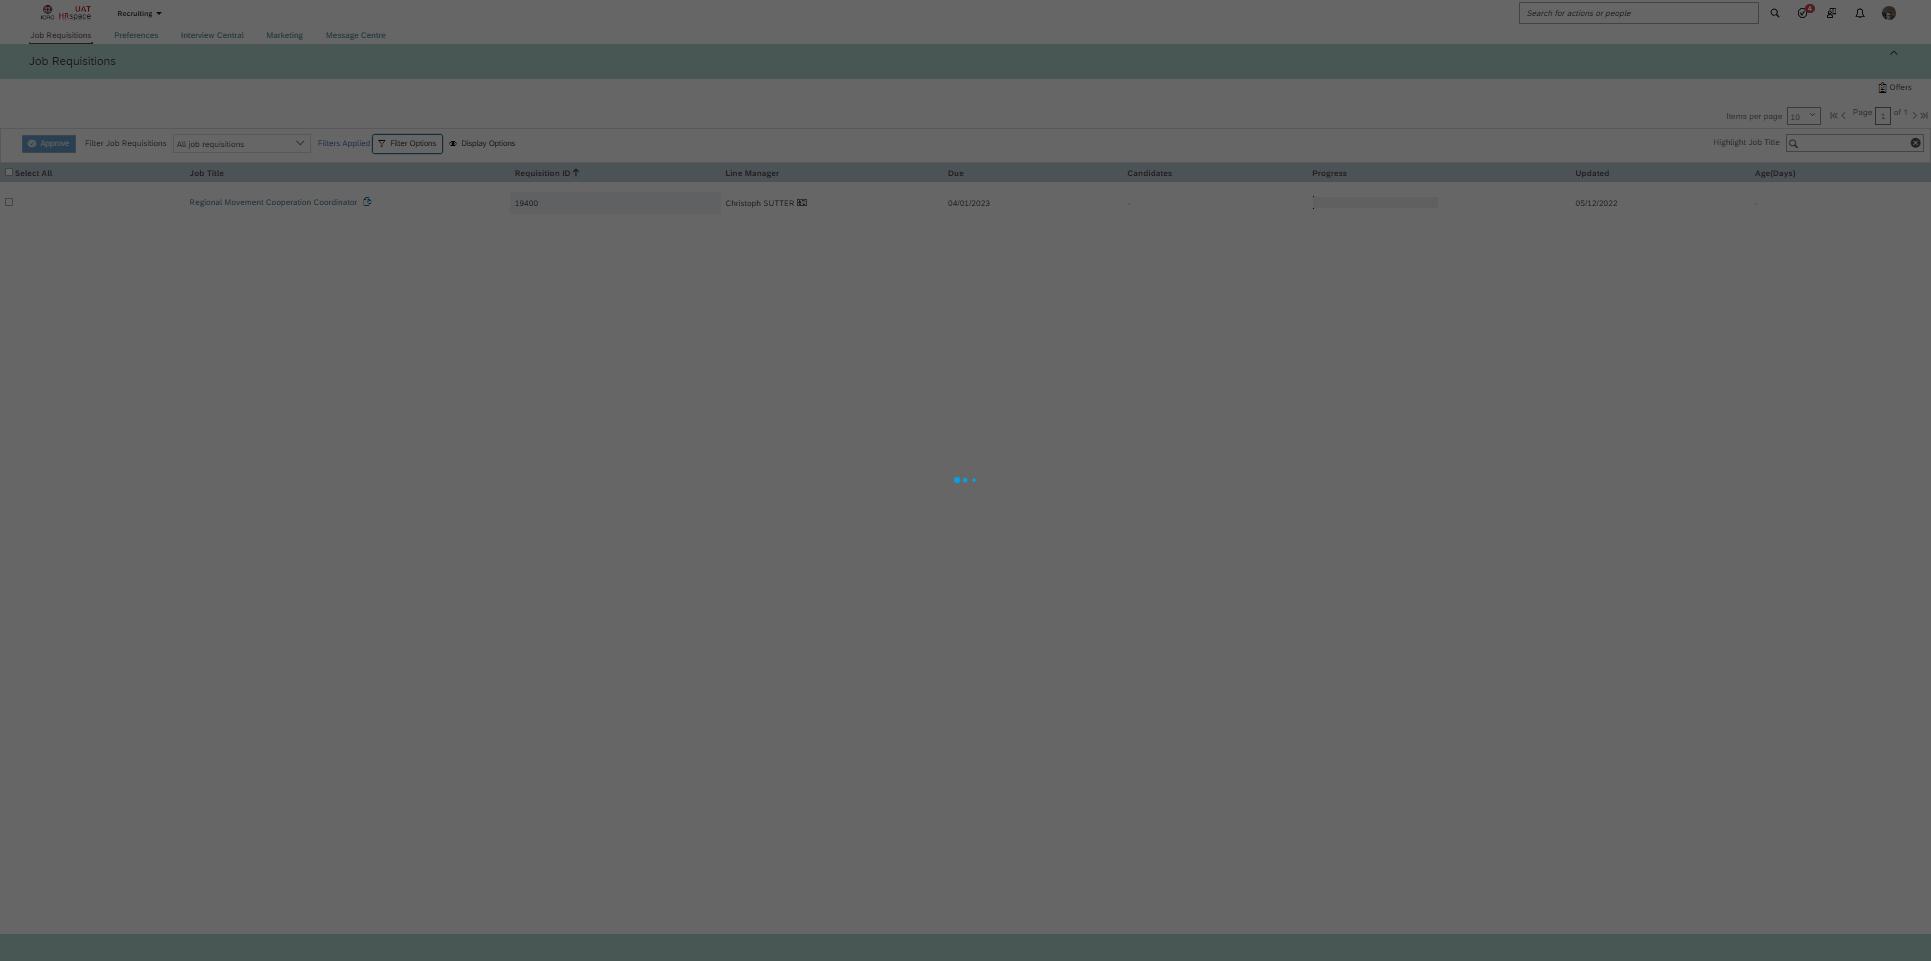 UAT
ICRC HRspace
Recruiting
Search for actions or people
4
Job Requisitions
Preferences
Interview Central
Marketing
Message Centre
Job Requisitions
Offers
Items per page 10 Page 1 of 1
Approve Filter Job Requisitions All job requisitions Filters Applied Filter Options Display Options Highlight Job Title
Select All Job Title Requisition ID Line Manager Due Candidates Progress Updated Age(Days)
Regional Movement Cooperation Coordinator 19400 Christoph SUTTER 04/01/2023 - 05/12/2022 -